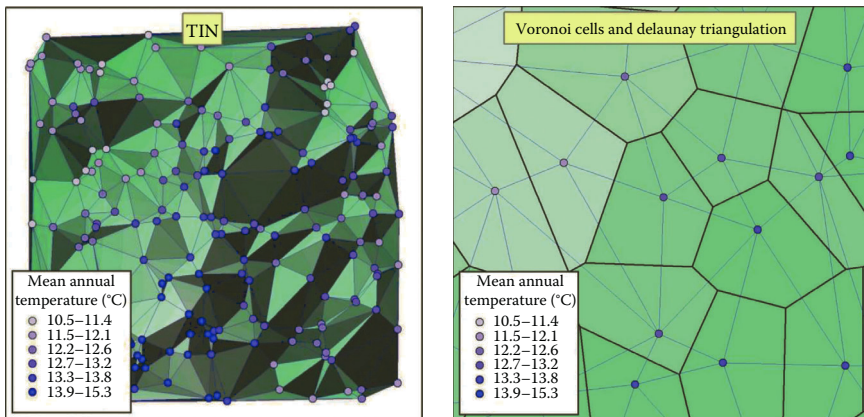 TIN
Mean annual
temperature (°C)
10.5–11.4
11.5–12.1
12.2–12.6
12.7–13.2
13.3–13.8
13.9–15.3
Voronoi cells and delaunay triangulation
Mean annual
temperature (°C)
10.5–11.4
11.5–12.1
12.2–12.6
12.7–13.2
13.3–13.8
13.9–15.3